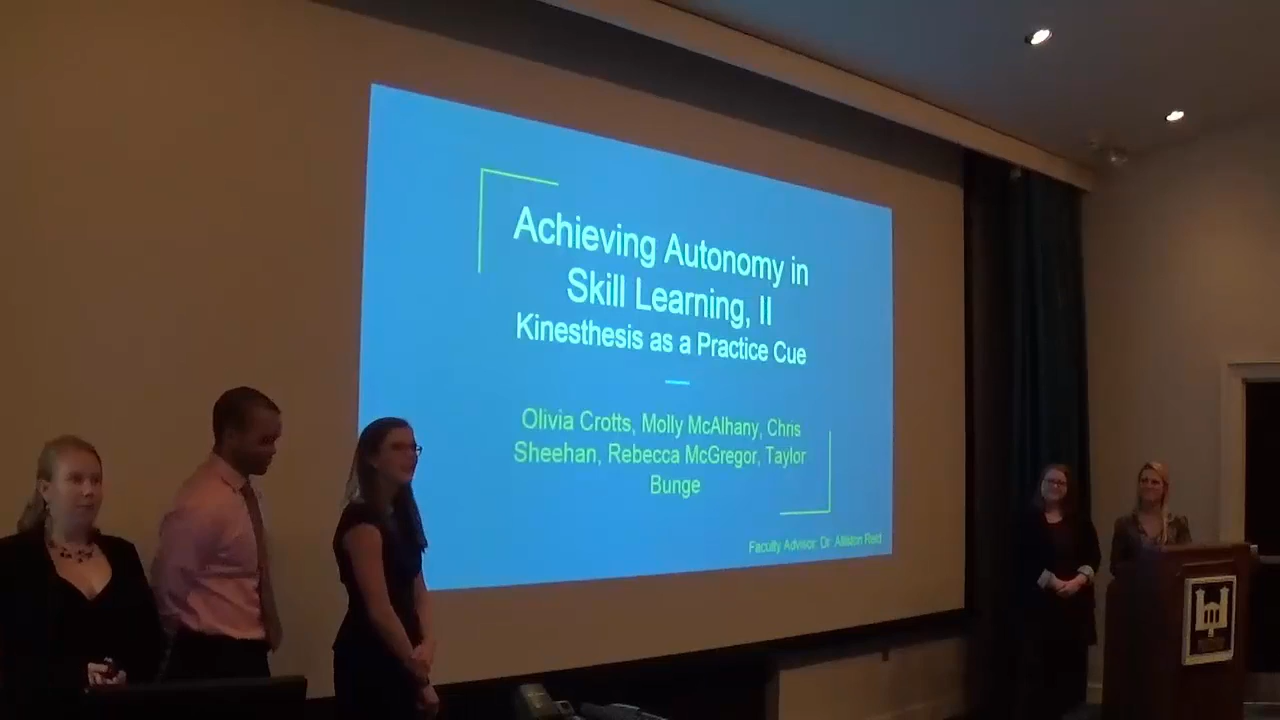 Achieving Autonomy in
Skill Learning, II
Kinesthesis as a Practice Cue
Olivia Crotts, Molly McAlhany, Chris
Sheehan, Rebecca McGregor, Taylor
Bunge
Faculty Advisor: Dr. Alliston Reid